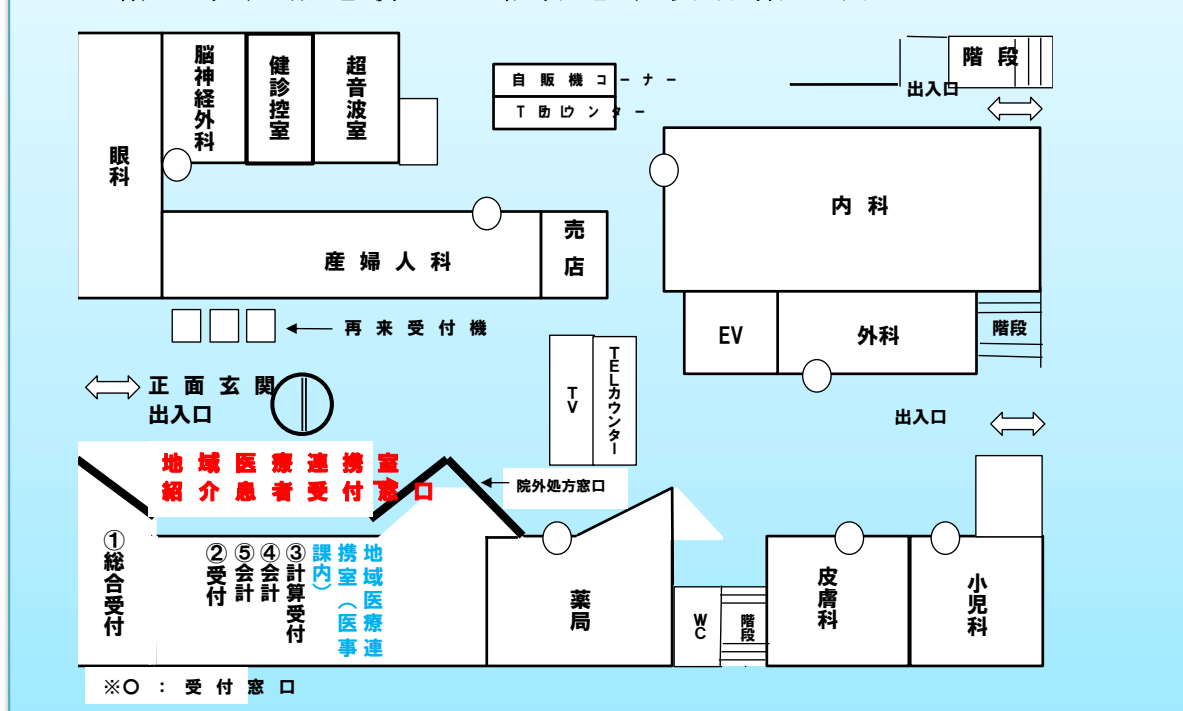 脳神経外科
健診控室
超音波室
自販機コーナー
階段
出入口
眼科
内科
産婦人科
売店
再来受付機
EV
外科
階段
正面玄関
出入口
TV
TELカウンター
出入口
地域医療連携室
紹介患者受付窓口
院外処方窓口
①総合受付
②受付
⑤会計
④会計
③計算受付
地域医療連
携室（医事
課内）
薬局
WC
階段
皮膚科
小児科
※○：受付窓口